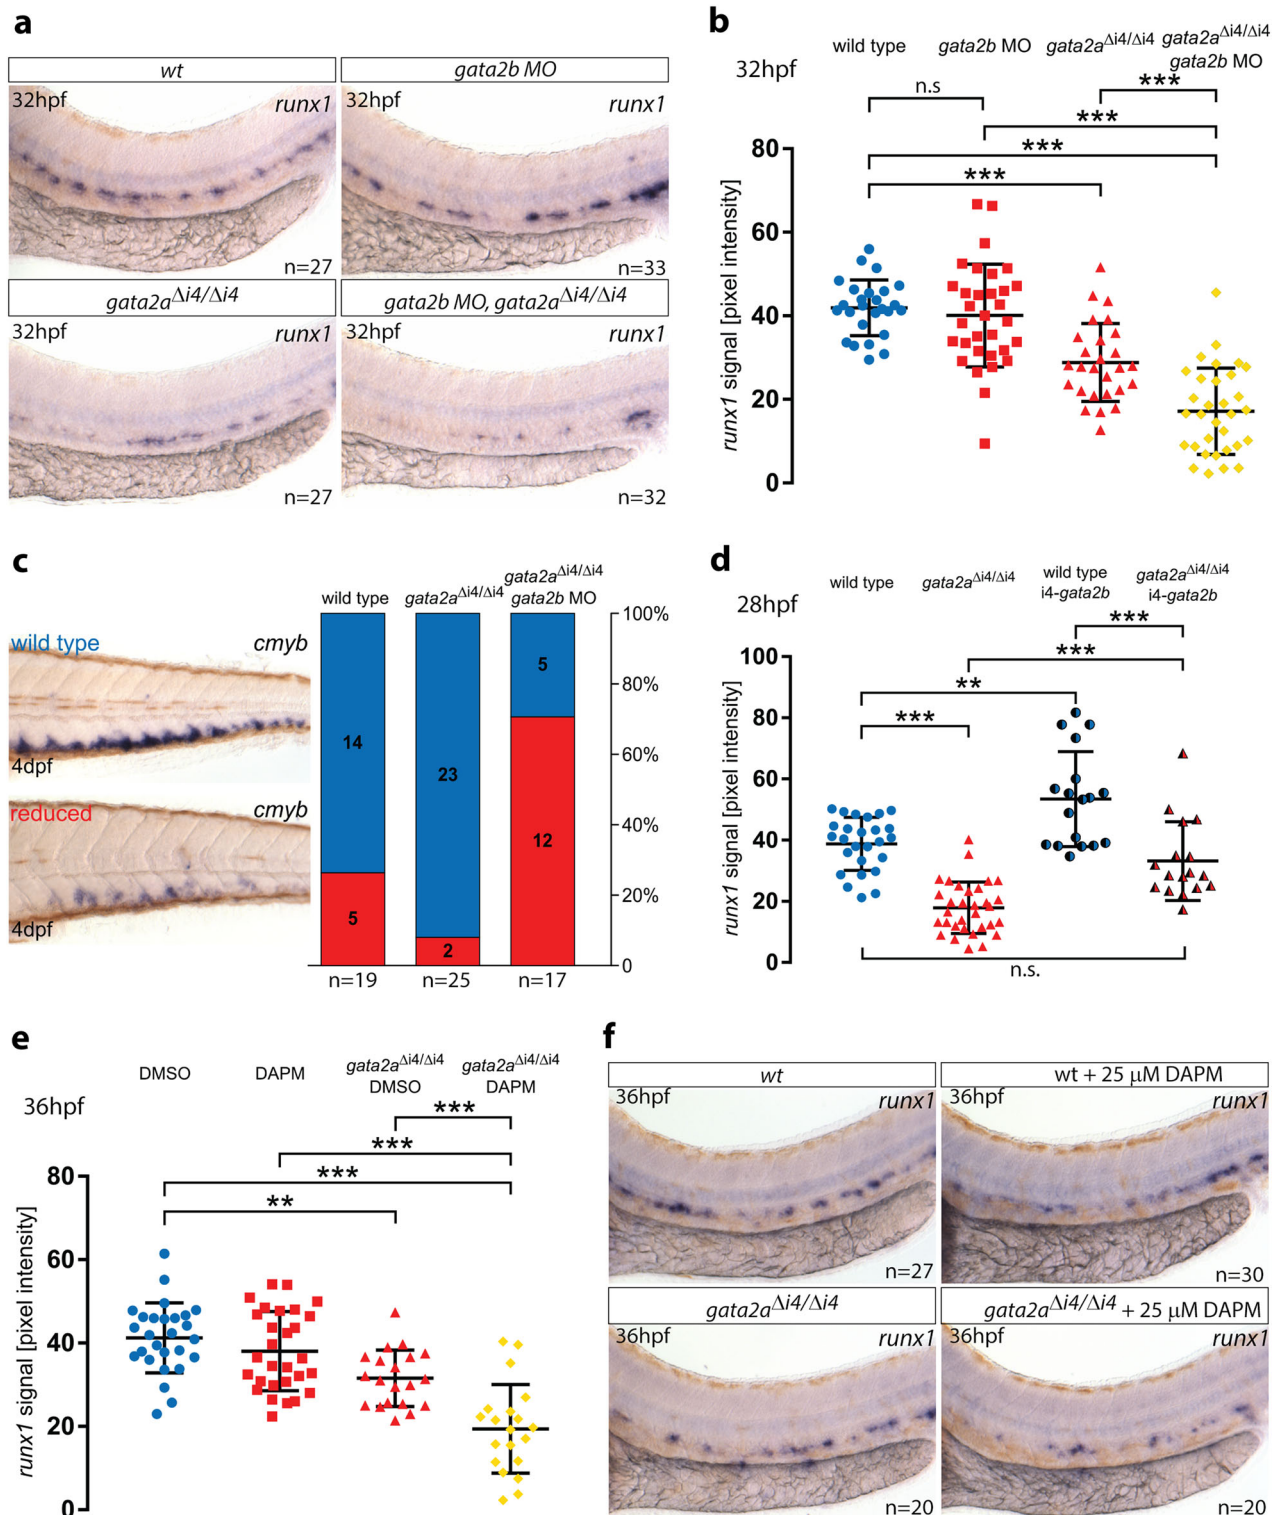 a
wt
gata2b MO
32hpf
runx1
n=27
32hpf
runx1
n=33
gata2aΔi4/Δi4
gata2b MO, gata2aΔi4/Δi4
32hpf
runx1
n=27
32hpf
runx1
n=32
b
32hpf
wild type
gata2b MO
gata2aΔi4/Δi4
gata2aΔi4/Δi4
gata2b MO
n.s
***
***
***
***
runx1 signal [pixel intensity]
80
60
40
20
0
c
wild type
cmyb
4dpf
reduced
cmyb
4dpf
wild type
gata2aΔi4/Δi4
gata2aΔi4/Δi4
gata2b MO
14
5
23
2
5
12
100%
80%
60%
40%
20%
0
n=19
n=25
n=17
d
28hpf
wild type
gata2aΔi4/Δi4
wild type
i4-gata2b
gata2aΔi4/Δi4
i4-gata2b
***
***
**
***
n.s.
runx1 signal [pixel intensity]
100
80
60
40
20
0
e
36hpf
DMSO
DAPM
gata2aΔi4/Δi4
DMSO
gata2aΔi4/Δi4
DAPM
***
***
***
**
runx1 signal [pixel intensity]
80
60
40
20
0
f
wt
wt + 25 μM DAPM
36hpf
runx1
n=27
36hpf
runx1
n=30
gata2aΔi4/Δi4
gata2aΔi4/Δi4 + 25 μM DAPM
36hpf
runx1
n=20
36hpf
runx1
n=20